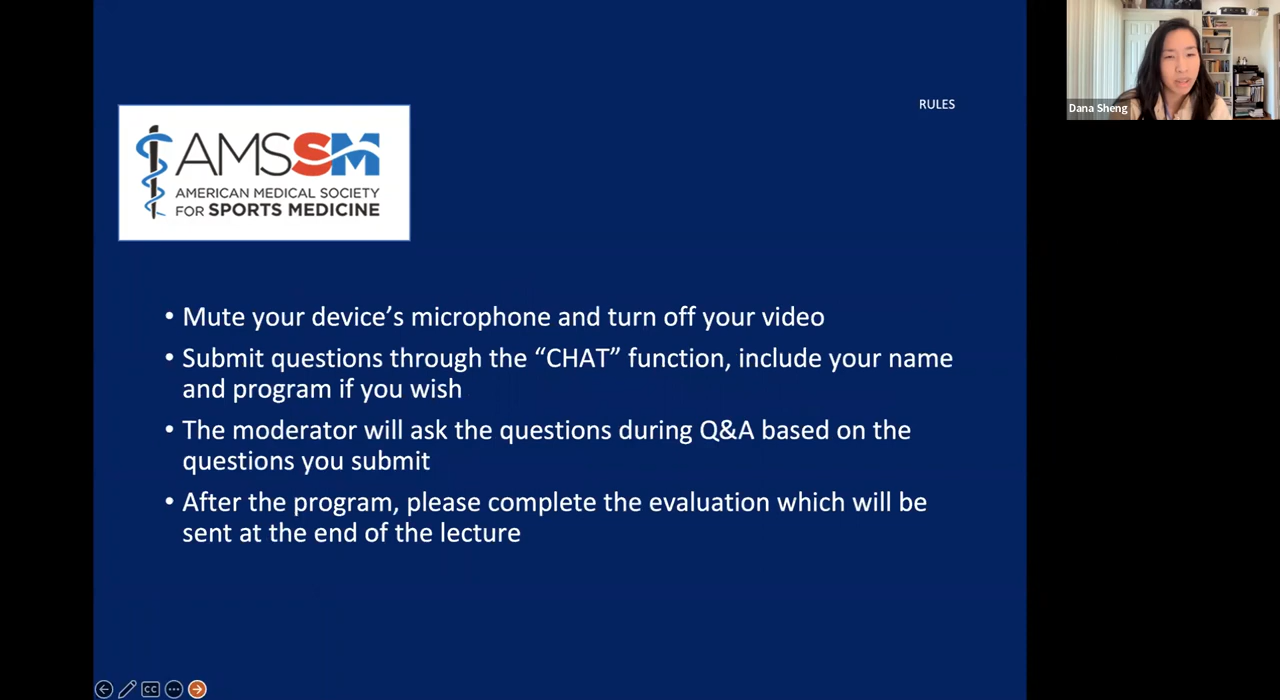 Dana Sheng
RULES
AMSSM
AMERICAN MEDICAL SOCIETY
FOR SPORTS MEDICINE
• Mute your device’s microphone and turn off your video
• Submit questions through the “CHAT” function, include your name
and program if you wish
• The moderator will ask the questions during Q&A based on the
questions you submit
• After the program, please complete the evaluation which will be
sent at the end of the lecture
CC